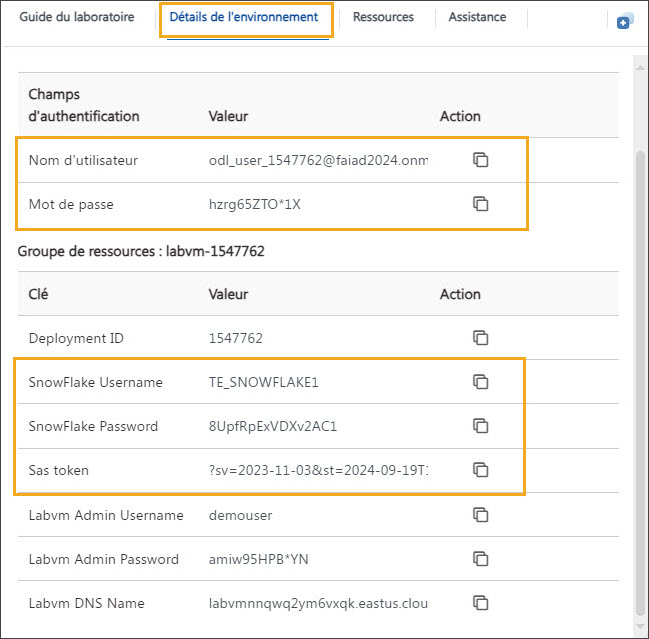 Guide du laboratoire Détails de l'environnement Ressources Assistance
Champs
d'authentification Valeur Action
Nom d'utilisateur odl_user_1547762@faiad2024.onm
Mot de passe hzrg65ZTO*1X
Groupe de ressources : labvm-1547762
Clé Valeur Action
Deployment ID 1547762
SnowFlake Username TE_SNOWFLAKE1
SnowFlake Password 8UpfRpExVDXv2AC1
Sas token ?sv=2023-11-03&st=2024-09-19T1
Labvm Admin Username demouser
Labvm Admin Password amiw95HPB*YN
Labvm DNS Name labvmnnqwq2ym6vxqk.eastus.clou